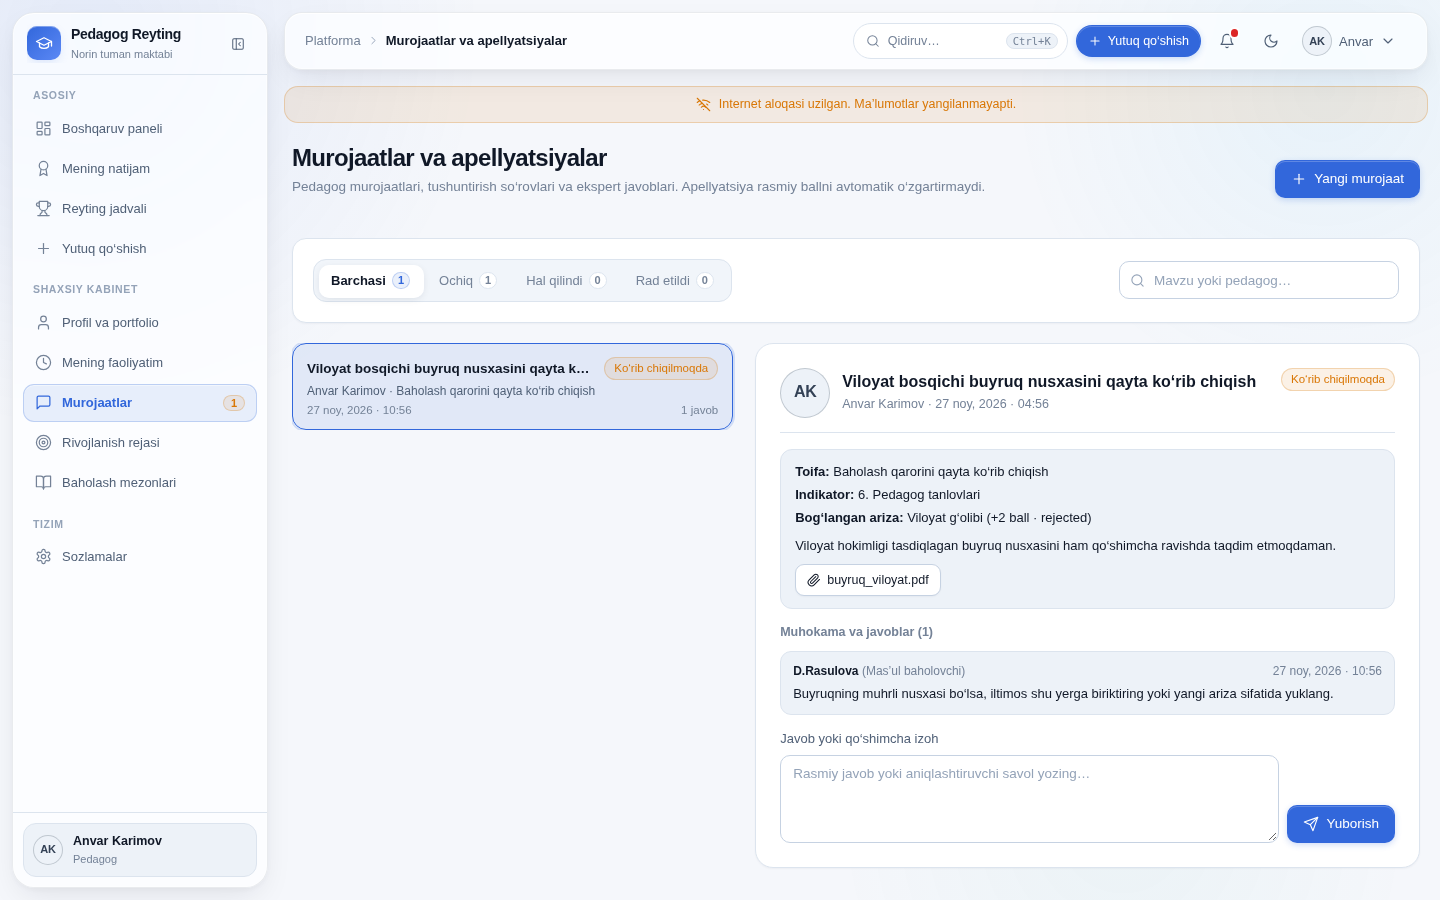 Pedagog Reyting
Norin tuman maktabi
ASOSIY
Boshqaruv paneli
Mening natijam
Reyting jadvali
Yutuq qo‘shish
SHAXSIY KABINET
Profil va portfolio
Mening faoliyatim
Murojaatlar 1
Rivojlanish rejasi
Baholash mezonlari
TIZIM
Sozlamalar
AK Anvar Karimov
Pedagog
Platforma Murojaatlar va apellyatsiyalar
Qidiruv… Ctrl+K
Yutuq qo‘shish
AK Anvar
Internet aloqasi uzilgan. Ma’lumotlar yangilanmayapti.
Murojaatlar va apellyatsiyalar
Pedagog murojaatlari, tushuntirish so‘rovlari va ekspert javoblari. Apellyatsiya rasmiy ballni avtomatik o‘zgartirmaydi.
Yangi murojaat
Barchasi 1 Ochiq 1 Hal qilindi 0 Rad etildi 0
Mavzu yoki pedagog…
Viloyat bosqichi buyruq nusxasini qayta k… Ko‘rib chiqilmoqda
Anvar Karimov · Baholash qarorini qayta ko‘rib chiqish
27 noy, 2026 · 10:56 1 javob
AK Viloyat bosqichi buyruq nusxasini qayta ko‘rib chiqish Ko‘rib chiqilmoqda
Anvar Karimov · 27 noy, 2026 · 04:56
Toifa: Baholash qarorini qayta ko‘rib chiqish
Indikator: 6. Pedagog tanlovlari
Bog‘langan ariza: Viloyat g‘olibi (+2 ball · rejected)
Viloyat hokimligi tasdiqlagan buyruq nusxasini ham qo‘shimcha ravishda taqdim etmoqdaman.
buyruq_viloyat.pdf
Muhokama va javoblar (1)
D.Rasulova (Mas’ul baholovchi) 27 noy, 2026 · 10:56
Buyruqning muhrli nusxasi bo‘lsa, iltimos shu yerga biriktiring yoki yangi ariza sifatida yuklang.
Javob yoki qo‘shimcha izoh
Rasmiy javob yoki aniqlashtiruvchi savol yozing…
Yuborish